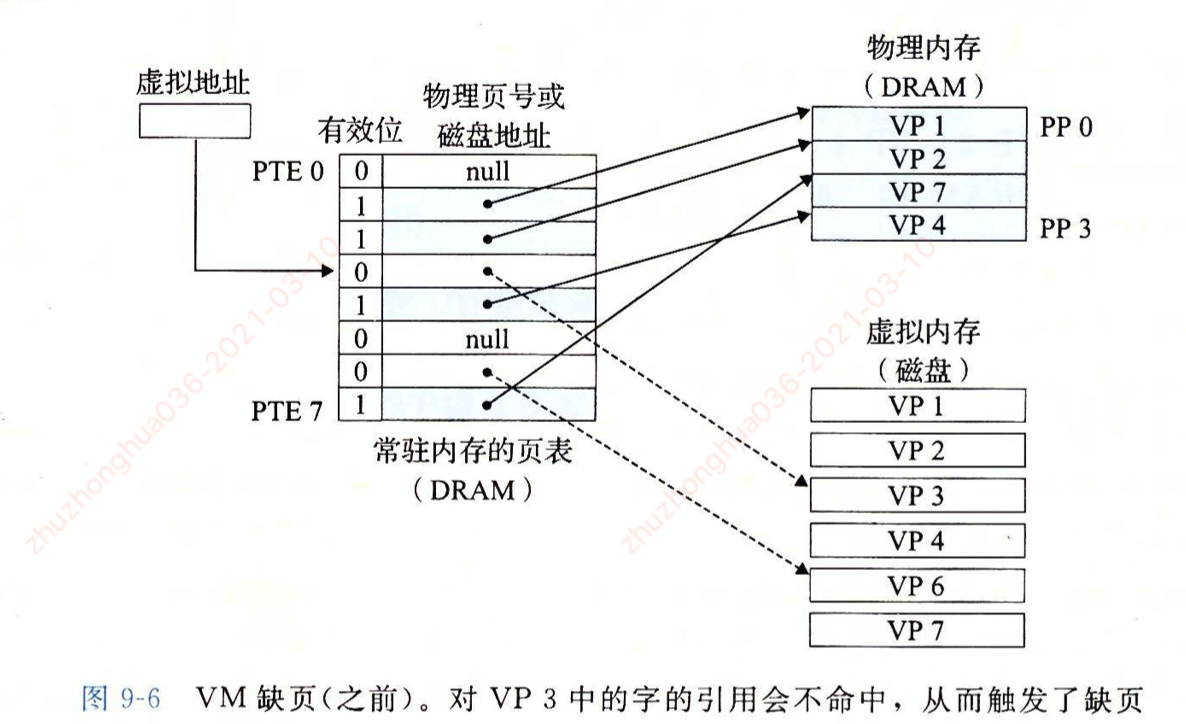 虚拟地址
有效位
物理页号或
磁盘地址
PTE 0 0 null
1
1
0
1
0 null
0
PTE 7 1
常驻内存的页表
（DRAM）
物理内存
（DRAM）
VP 1 PP 0
VP 2
VP 7
VP 4 PP 3
虚拟内存
（磁盘）
VP 1
VP 2
VP 3
VP 4
VP 6
VP 7
图 9-6 VM 缺页(之前)。对 VP 3 中的字的引用会不命中，从而触发了缺页
zhuzhonghua036-2021-03-10
zhuzhonghua036-2021-03-10